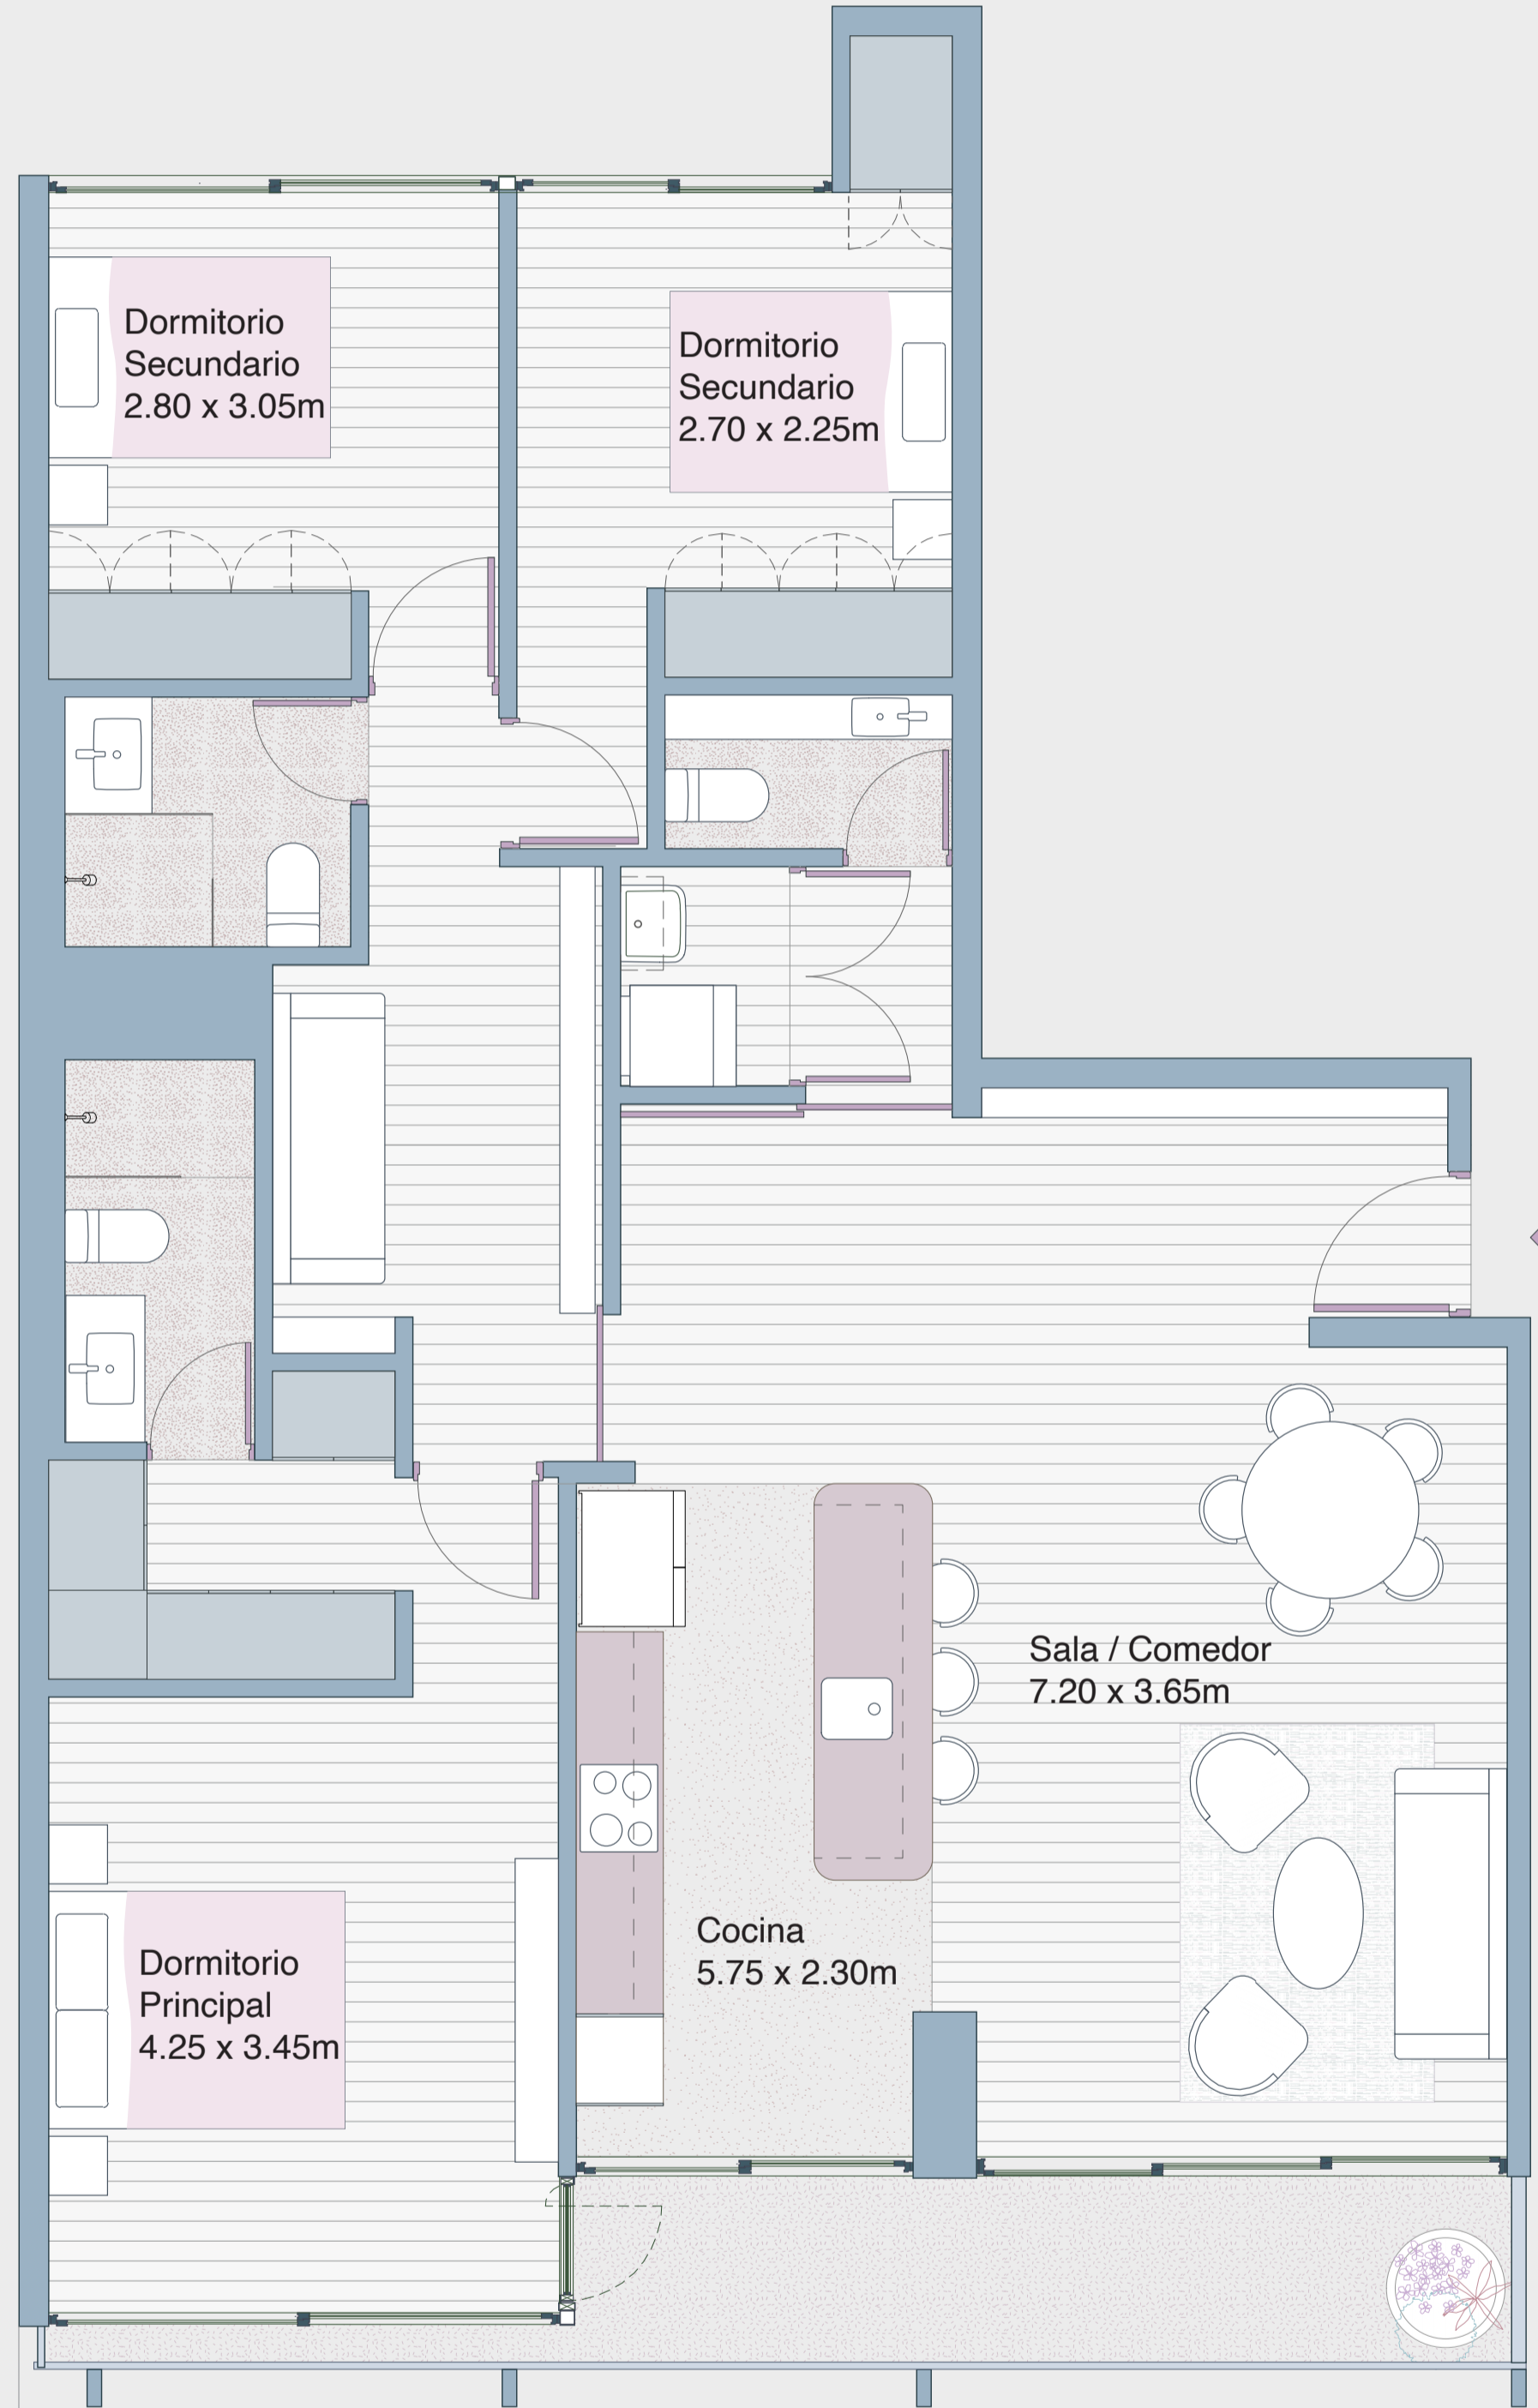 Dormitorio
Secundario
2.80 x 3.05m
Dormitorio
Secundario
2.70 x 2.25m
Sala / Comedor
7.20 x 3.65m
Cocina
5.75 x 2.30m
Dormitorio
Principal
4.25 x 3.45m